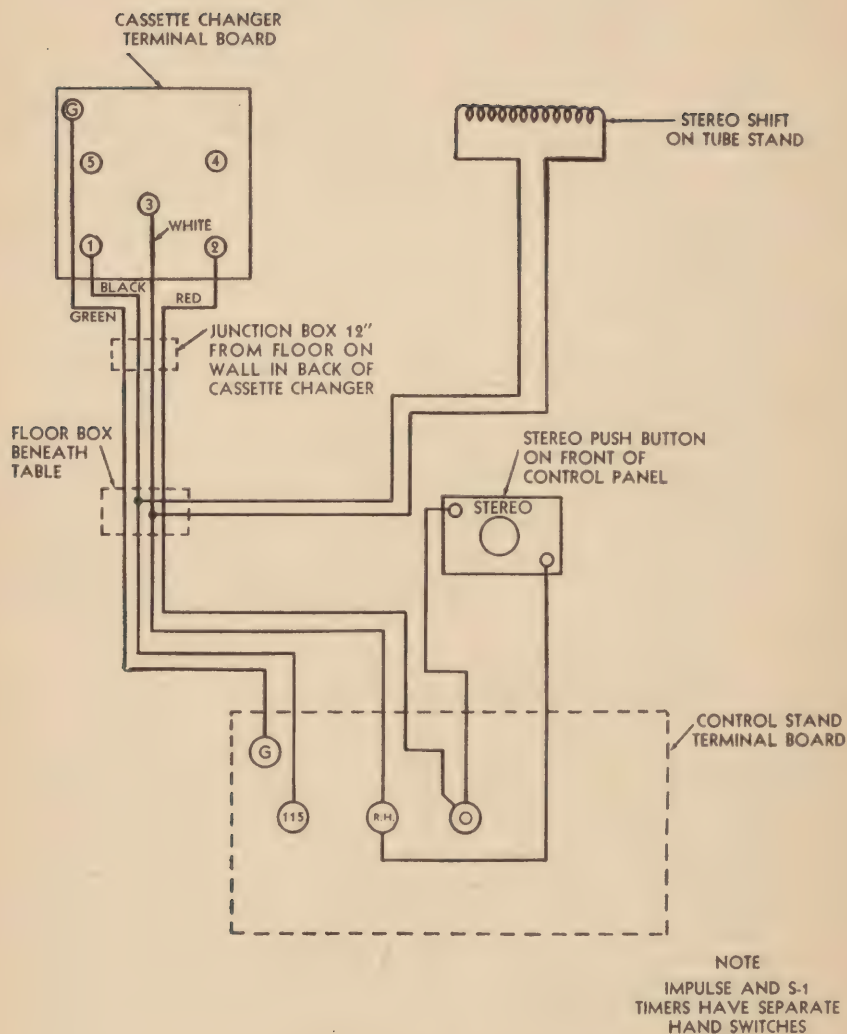 CASSETTE CHANGER
TERMINAL BOARD
G
5
4
3
WHITE
1
2
BLACK
RED
GREEN
STEREO SHIFT
ON TUBE STAND
JUNCTION BOX 12"
FROM FLOOR ON
WALL IN BACK OF
CASSETTE CHANGER
FLOOR BOX
BENEATH
TABLE
STEREO PUSH BUTTON
ON FRONT OF
CONTROL PANEL
STEREO
CONTROL STAND
TERMINAL BOARD
G
115
R.H.
O
NOTE
IMPULSE AND S-1
TIMERS HAVE SEPARATE
HAND SWITCHES